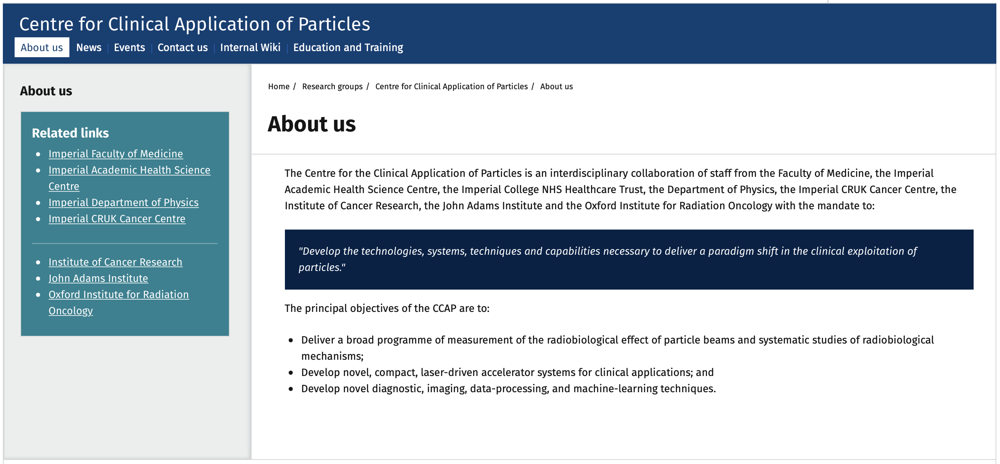 Centre for Clinical Application of Particles
About us News Events Contact us Internal Wiki Education and Training
About us
Related links
Imperial Faculty of Medicine
Imperial Academic Health Science
Centre
Imperial Department of Physics
Imperial CRUK Cancer Centre
Institute of Cancer Research
John Adams Institute
Oxford Institute for Radiation
Oncology
Home / Research groups / Centre for Clinical Application of Particles / About us
About us
The Centre for the Clinical Application of Particles is an interdisciplinary collaboration of staff from the Faculty of Medicine, the Imperial
Academic Health Science Centre, the Imperial College NHS Healthcare Trust, the Department of Physics, the Imperial CRUK Cancer Centre, the
Institute of Cancer Research, the John Adams Institute and the Oxford Institute for Radiation Oncology with the mandate to:
"Develop the technologies, systems, techniques and capabilities necessary to deliver a paradigm shift in the clinical exploitation of
particles."
The principal objectives of the CCAP are to:
• Deliver a broad programme of measurement of the radiobiological effect of particle beams and systematic studies of radiobiological
mechanisms;
• Develop novel, compact, laser-driven accelerator systems for clinical applications; and
• Develop novel diagnostic, imaging, data-processing, and machine-learning techniques.